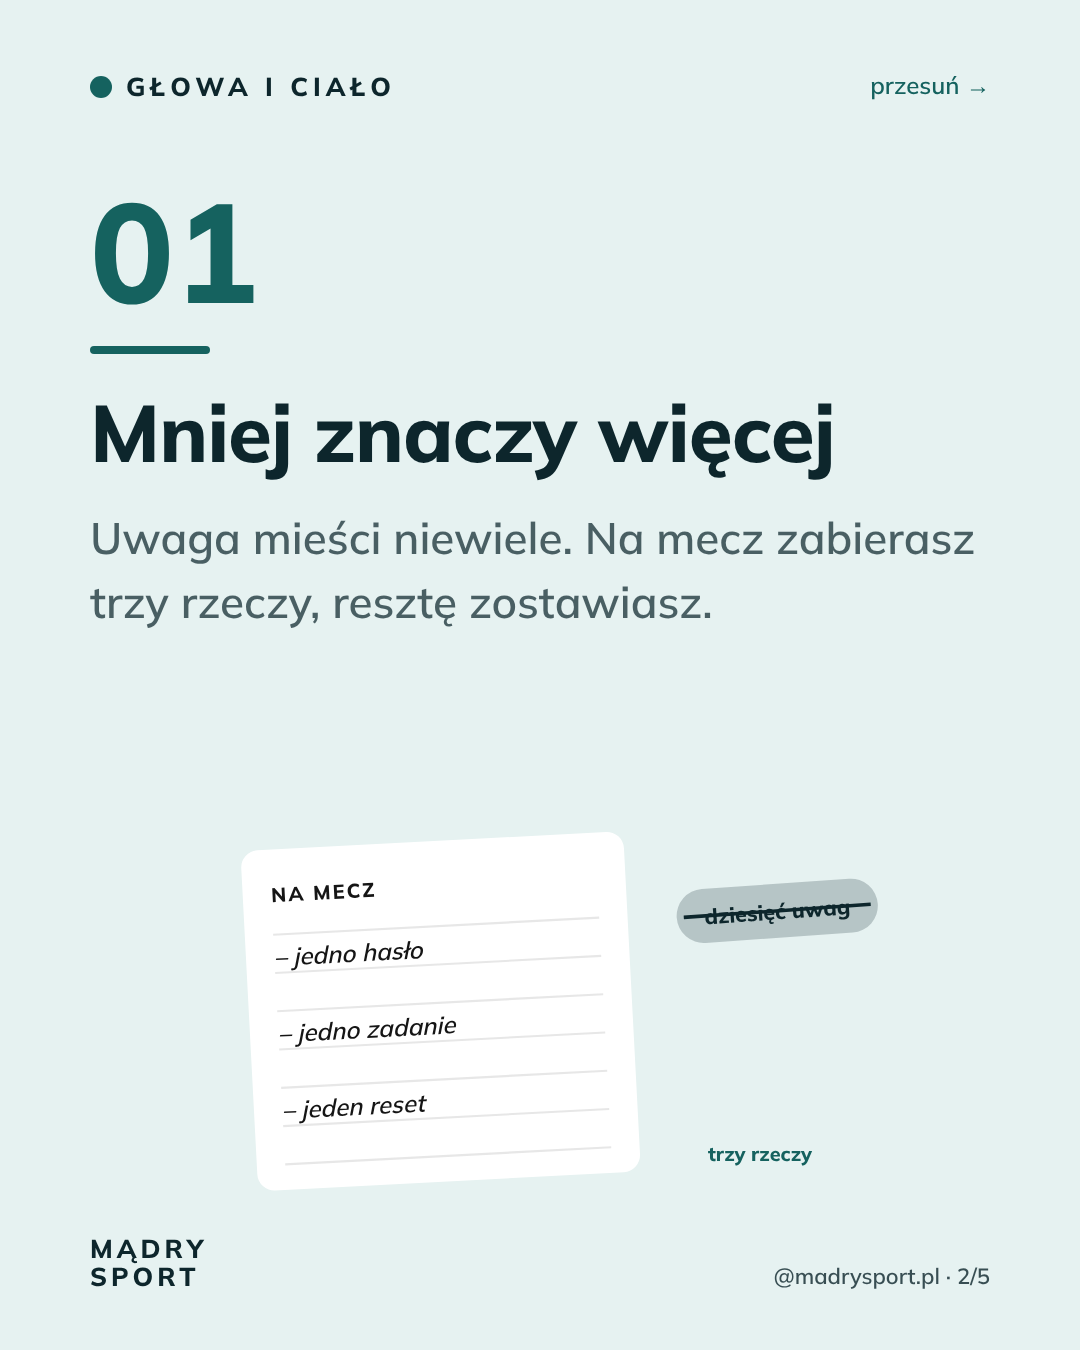 GŁOWA I CIAŁO
przesuń →
01
Mniej znaczy więcej
Uwaga mieści niewiele. Na mecz zabierasz
trzy rzeczy, resztę zostawiasz.
NA MECZ
– jedno hasło
– jedno zadanie
– jeden reset
dziesięć uwag
trzy rzeczy
MĄDRY
SPORT
@madrysport.pl · 2/5